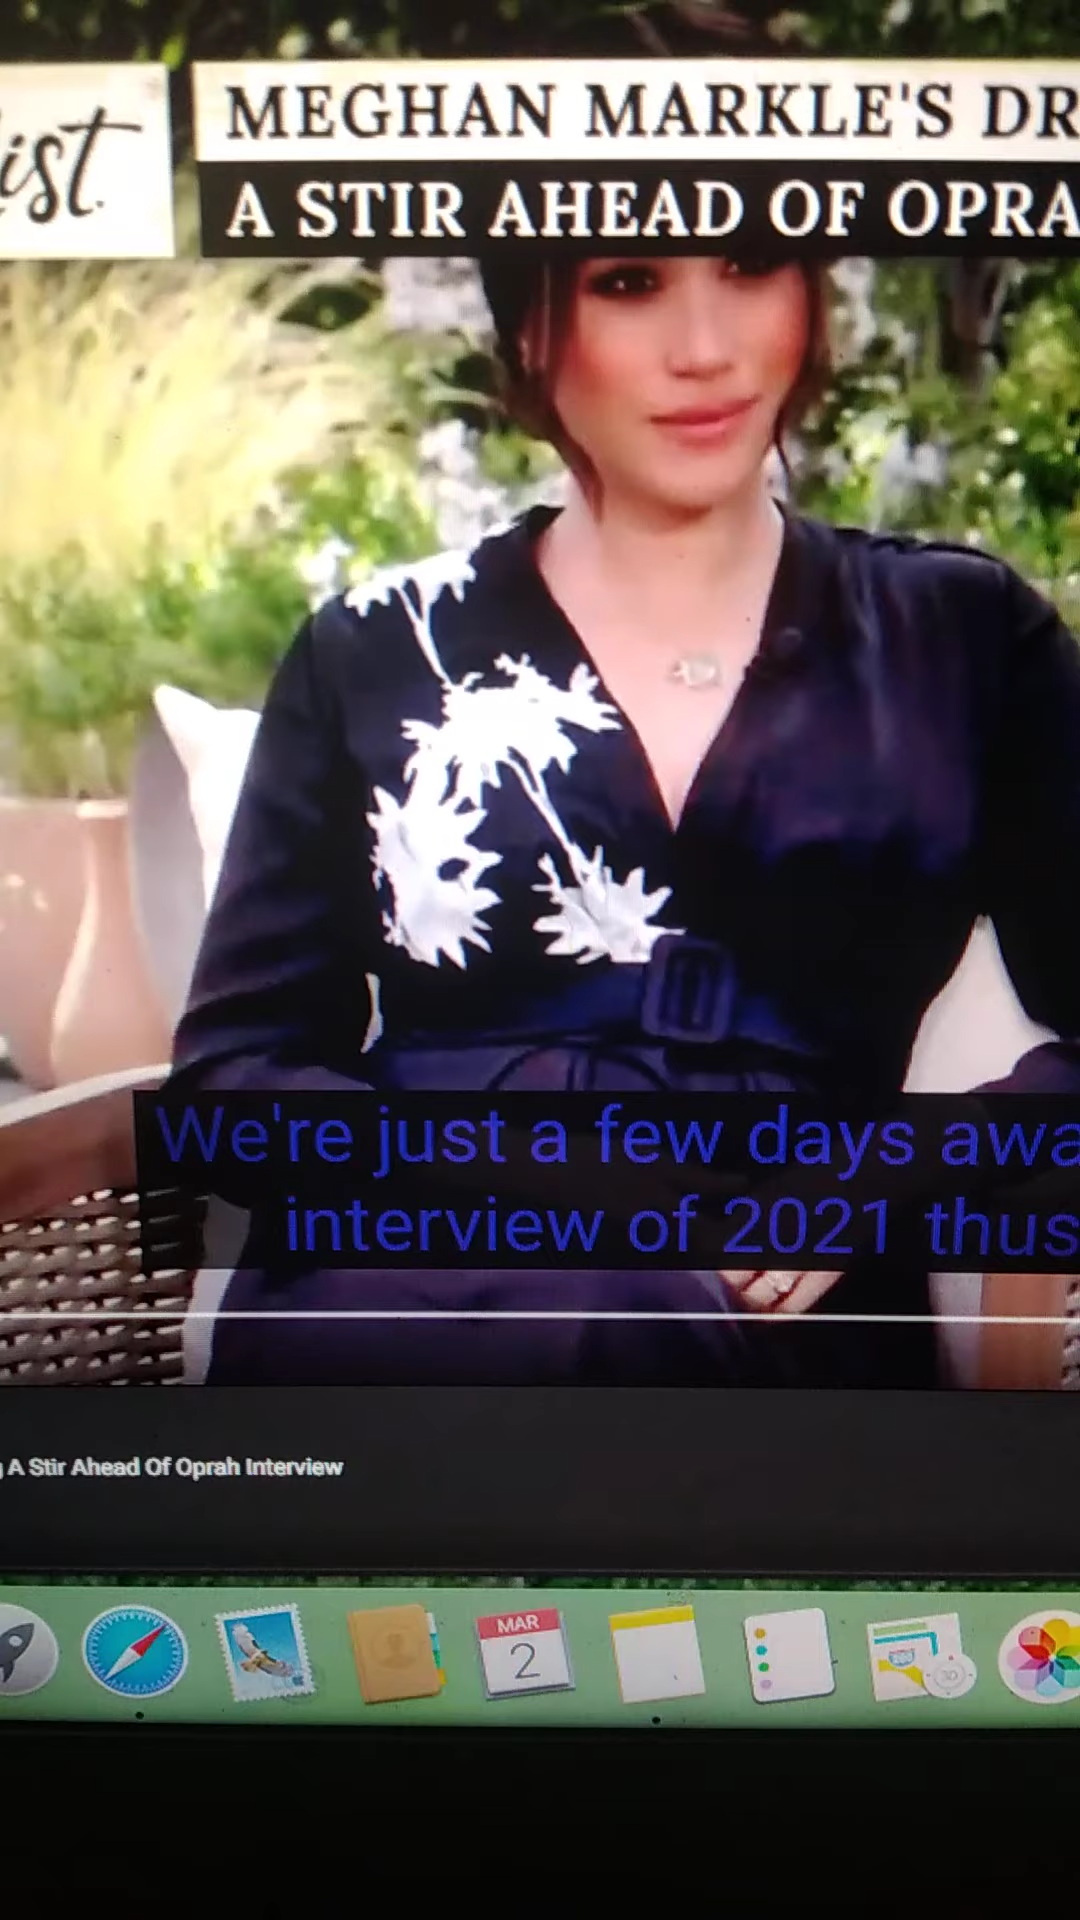 ist.
MEGHAN MARKLE'S DR
A STIR AHEAD OF OPRA
We're just a few days awa
interview of 2021 thus
A Stir Ahead Of Oprah Interview
MAR
2